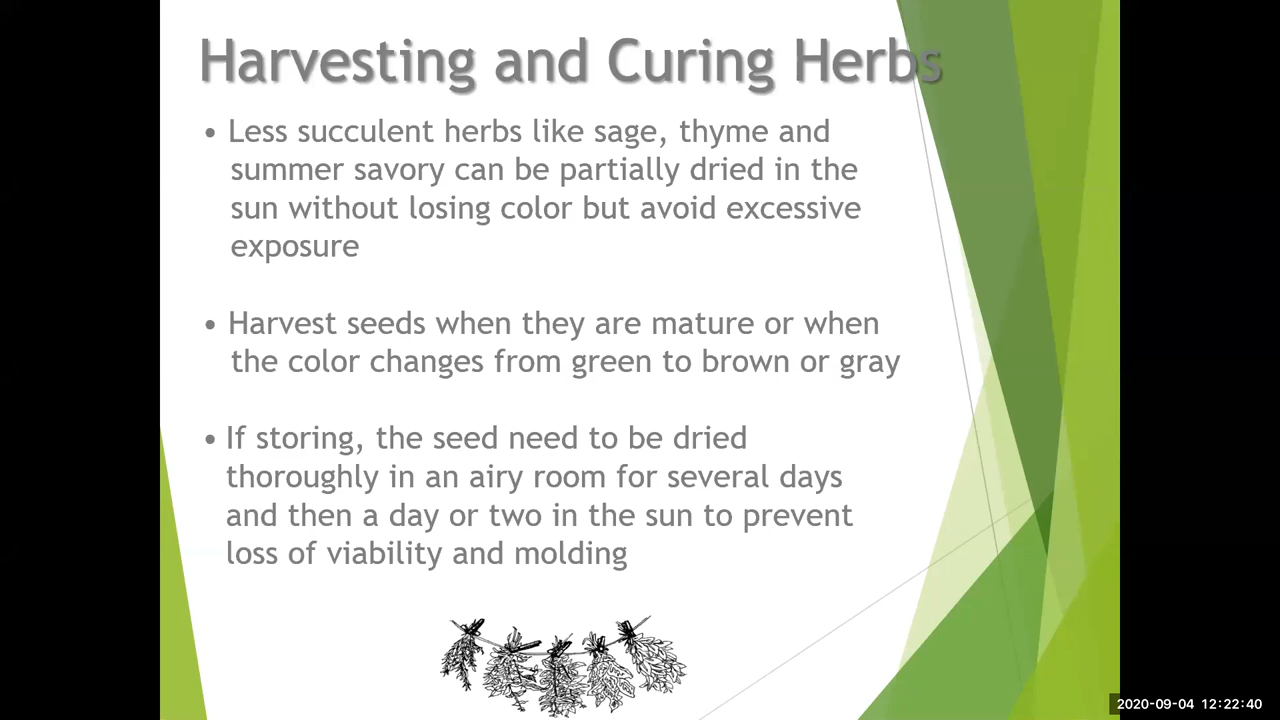 Harvesting and Curing Herbs
• Less succulent herbs like sage, thyme and
summer savory can be partially dried in the
sun without losing color but avoid excessive
exposure
• Harvest seeds when they are mature or when
the color changes from green to brown or gray
• If storing, the seed need to be dried
thoroughly in an airy room for several days
and then a day or two in the sun to prevent
loss of viability and molding
2020-09-04 12:22:40